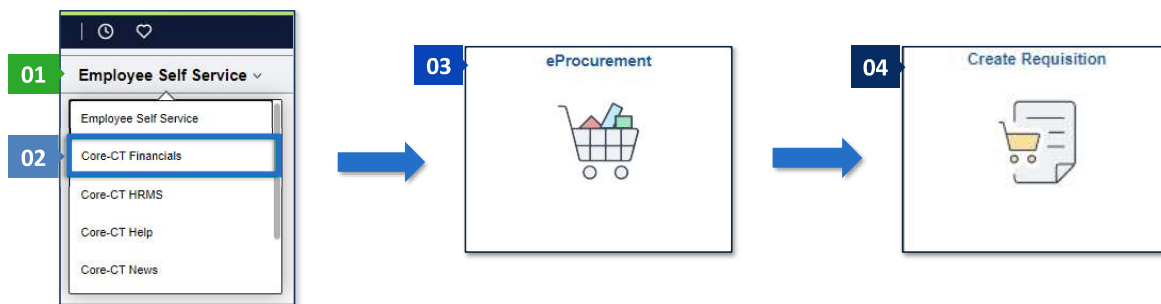 01
Employee Self Service
Employee Self Service
02
Core-CT Financials
Core-CT HRMS
Core-CT Help
Core-CT News
03
eProcurement
04
Create Requisition